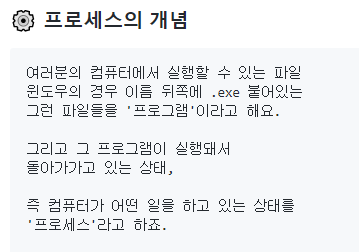 프로세스의 개념
여러분의 컴퓨터에서 실행할 수 있는 파일
윈도우의 경우 이름 뒤쪽에 .exe 붙어있는
그런 파일들을 '프로그램'이라고 해요.
그리고 그 프로그램이 실행돼서
돌아가가고 있는 상태,
즉 컴퓨터가 어떤 일을 하고 있는 상태를
'프로세스'라고 하죠.